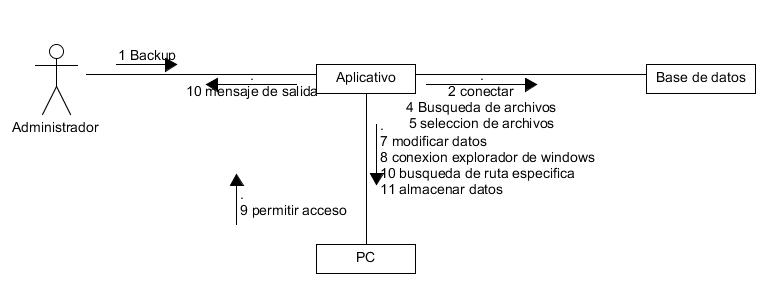 1 Backup
Administrador
10 mensaje de salida
Aplicativo
Base de datos
2 conectar
4 Busqueda de archivos
5 seleccion de archivos
7 modificar datos
8 conexion explorador de windows
10 busqueda de ruta especifica
11 almacenar datos
9 permitir acceso
PC